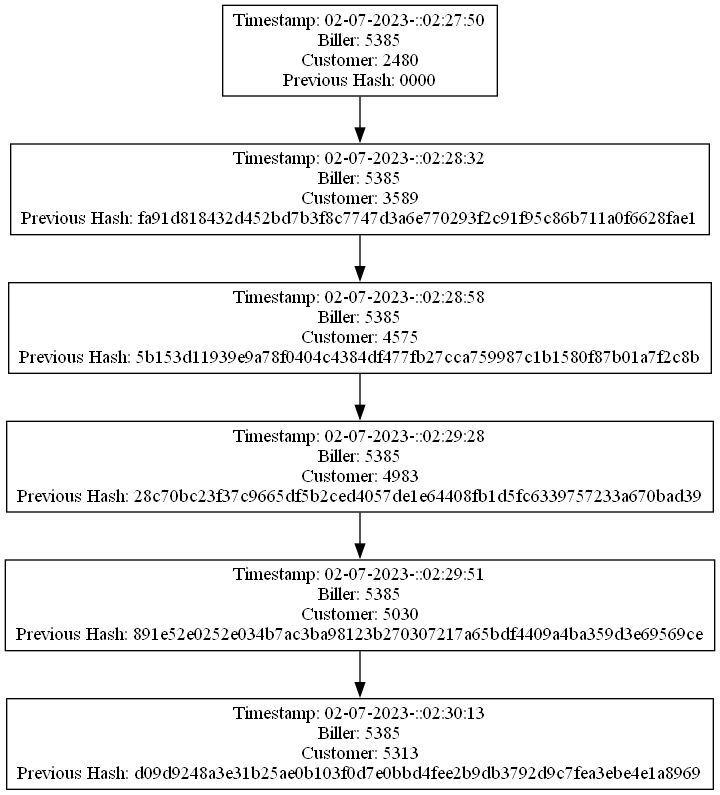 Timestamp: 02-07-2023-::02:27:50
Biller: 5385
Customer: 2480
Previous Hash: 0000
Timestamp: 02-07-2023-::02:28:32
Biller: 5385
Customer: 3589
Previous Hash: fa91d818432d452bd7b3f8c7747d3a6e770293f2c91f95c86b711a0f6628fae1
Timestamp: 02-07-2023-::02:28:58
Biller: 5385
Customer: 4575
Previous Hash: 5b153d11939e9a78f0404c4384df477fb27cca759987c1b1580f87b01a7f2c8b
Timestamp: 02-07-2023-::02:29:28
Biller: 5385
Customer: 4983
Previous Hash: 28c70bc23f37c9665df5b2ced4057de1e64408fb1d5fc6339757233a670bad39
Timestamp: 02-07-2023-::02:29:51
Biller: 5385
Customer: 5030
Previous Hash: 891e52e0252e034b7ac3ba98123b270307217a65bdf4409a4ba359d3e69569ce
Timestamp: 02-07-2023-::02:30:13
Biller: 5385
Customer: 5313
Previous Hash: d09d9248a3e31b25ae0b103f0d7e0bbd4fee2b9db3792d9c7fea3ebe4e1a8969